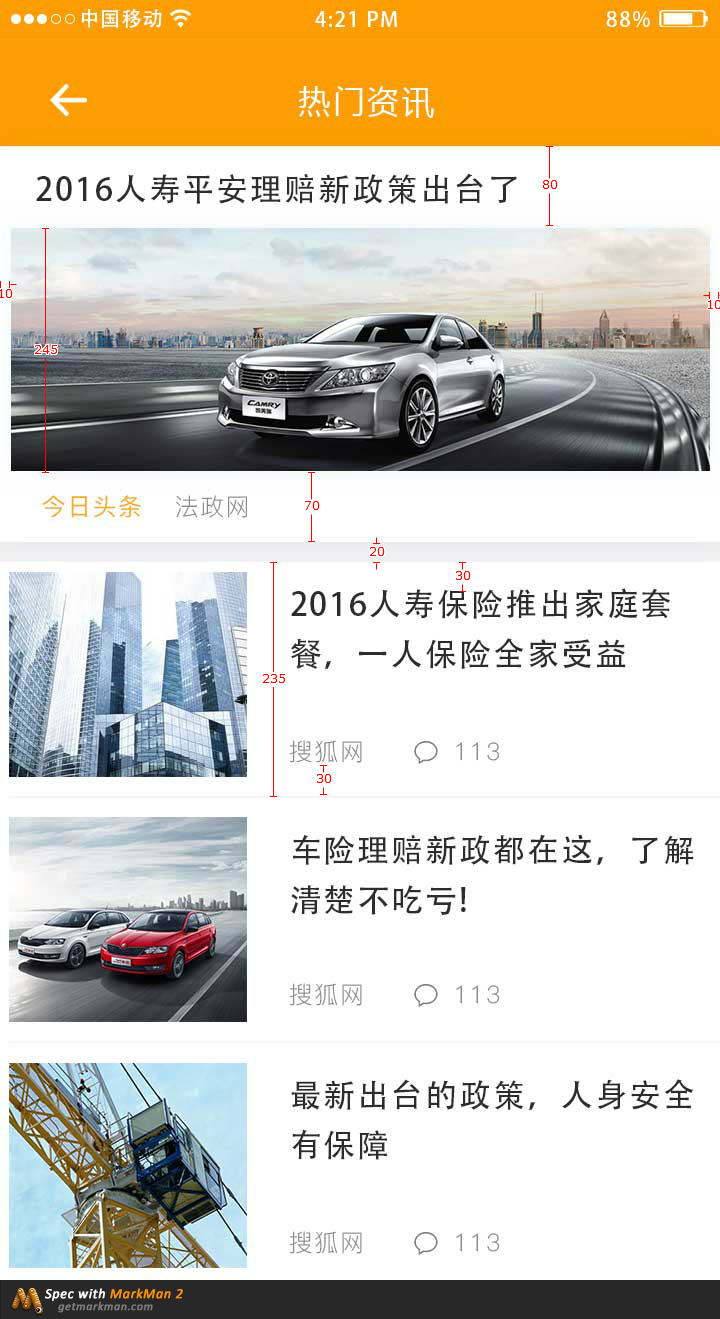 中国移动 4:21 PM 88%
热门资讯
2016人寿平安理赔新政策出台了
80
10
10
245
CAMRY
凯美瑞
今日头条 法政网
70
20
30
2016人寿保险推出家庭套
餐，一人保险全家受益
235
搜狐网 113
30
车险理赔新政都在这，了解
清楚不吃亏!
搜狐网 113
最新出台的政策，人身安全
有保障
搜狐网 113
Spec with MarkMan 2
getmarkman.com